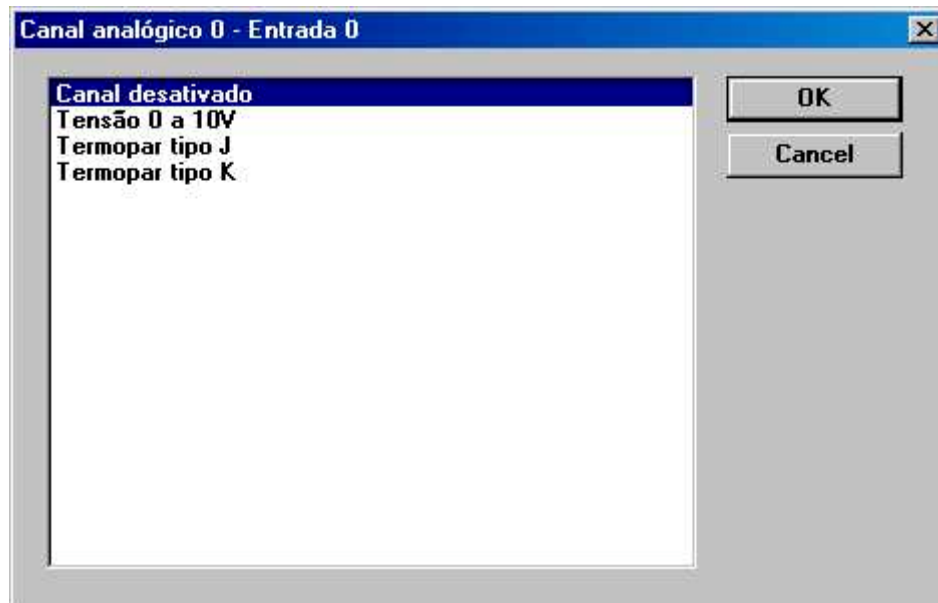 Canal analógico 0 - Entrada 0
Canal desativado
Tensão 0 a 10V
Termopar tipo J
Termopar tipo K
OK
Cancel